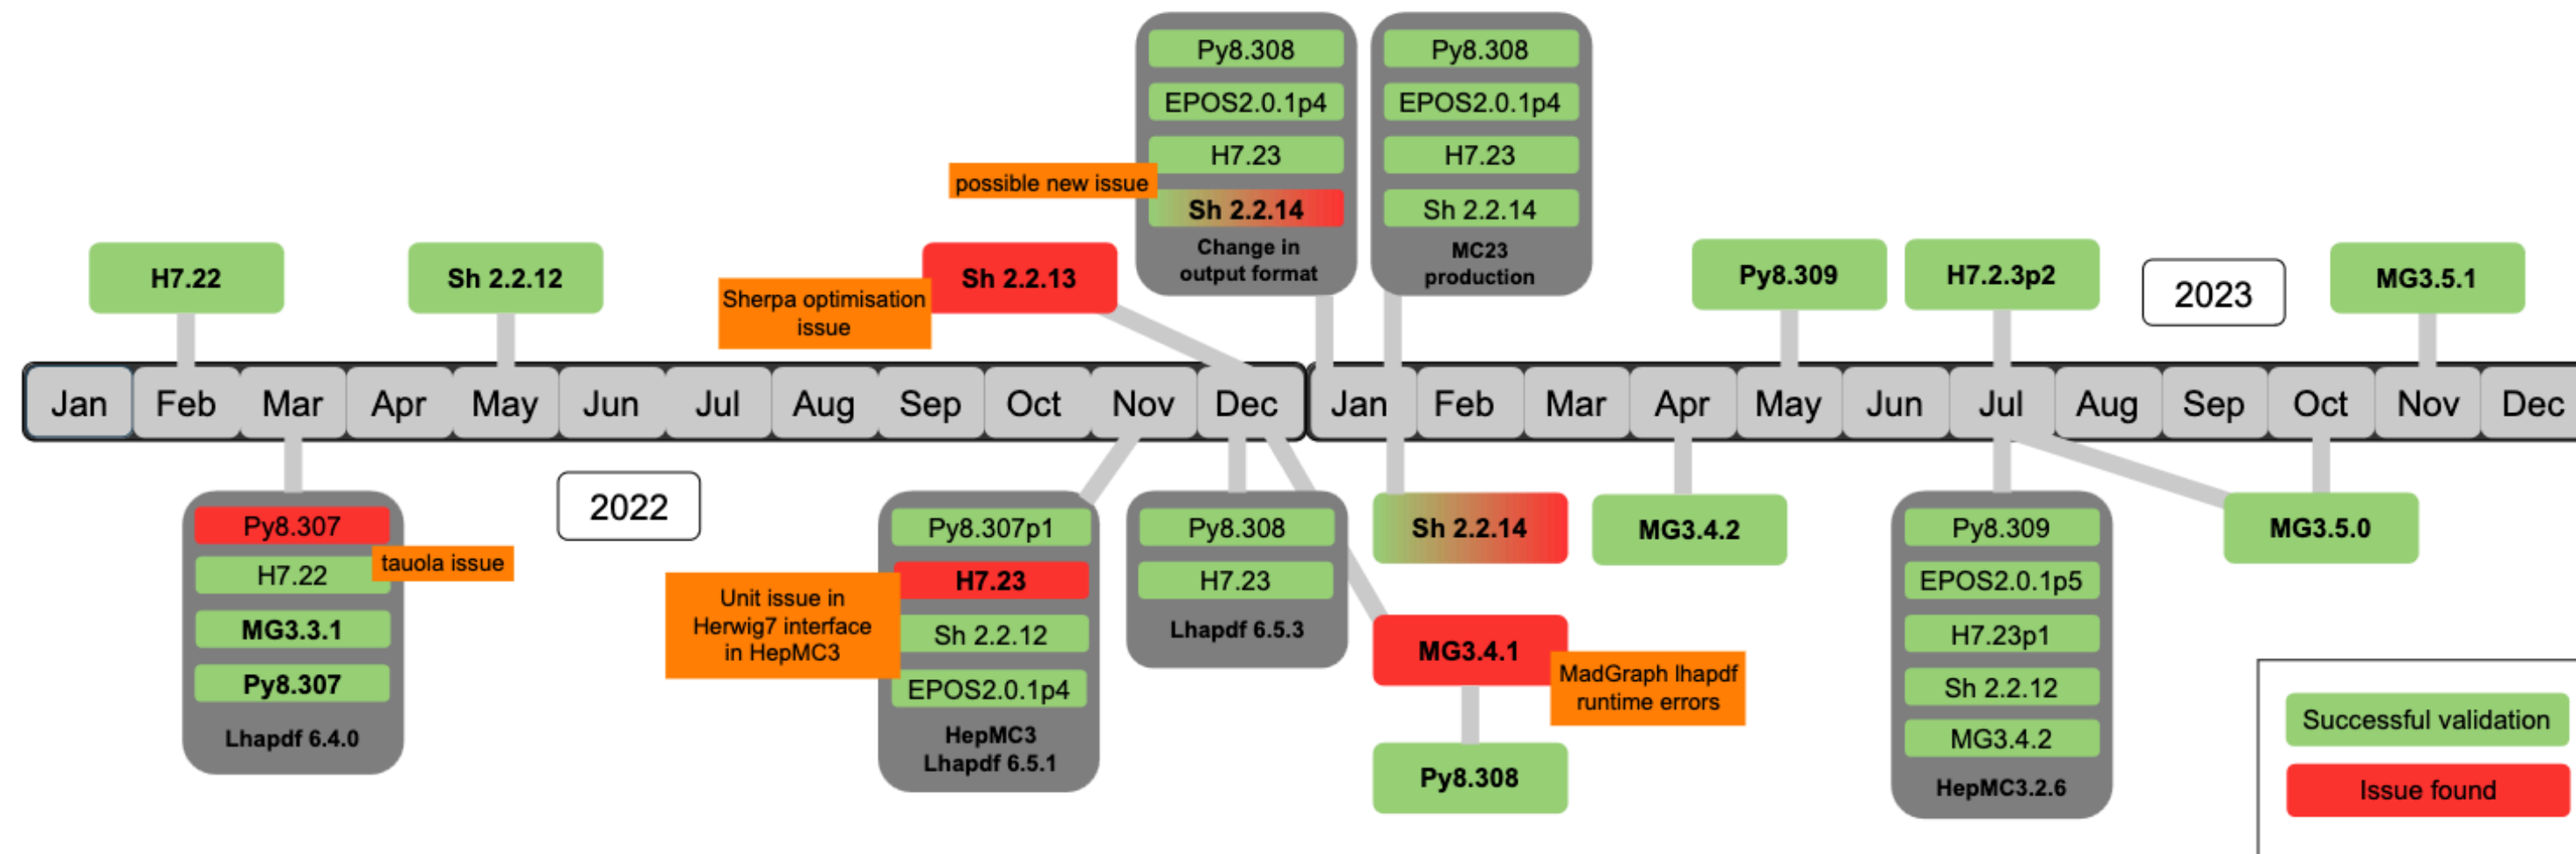 Py8.308
EPOS2.0.1p4
H7.23
possible new issue
Sh 2.2.14
Change in
output format
Py8.308
EPOS2.0.1p4
H7.23
Sh 2.2.14
MC23
production
H7.22
Sh 2.2.12
Sh 2.2.13
Sherpa optimisation
issue
Py8.309
H7.2.3p2
2023
MG3.5.1
Jan
Feb
Mar
Apr
May
Jun
Jul
Aug
Sep
Oct
Nov
Dec
Jan
Feb
Mar
Apr
May
Jun
Jul
Aug
Sep
Oct
Nov
Dec
Py8.307
tauola issue
H7.22
MG3.3.1
Py8.307
Lhapdf 6.4.0
2022
Py8.307p1
H7.23
Unit issue in
Herwig7 interface
in HepMC3
Sh 2.2.12
EPOS2.0.1p4
HepMC3
Lhapdf 6.5.1
Py8.308
H7.23
Lhapdf 6.5.3
Sh 2.2.14
MG3.4.1
MadGraph lhapdf
runtime errors
Py8.308
MG3.4.2
Py8.309
EPOS2.0.1p5
H7.23p1
Sh 2.2.12
MG3.4.2
HepMC3.2.6
MG3.5.0
Successful validation
Issue found